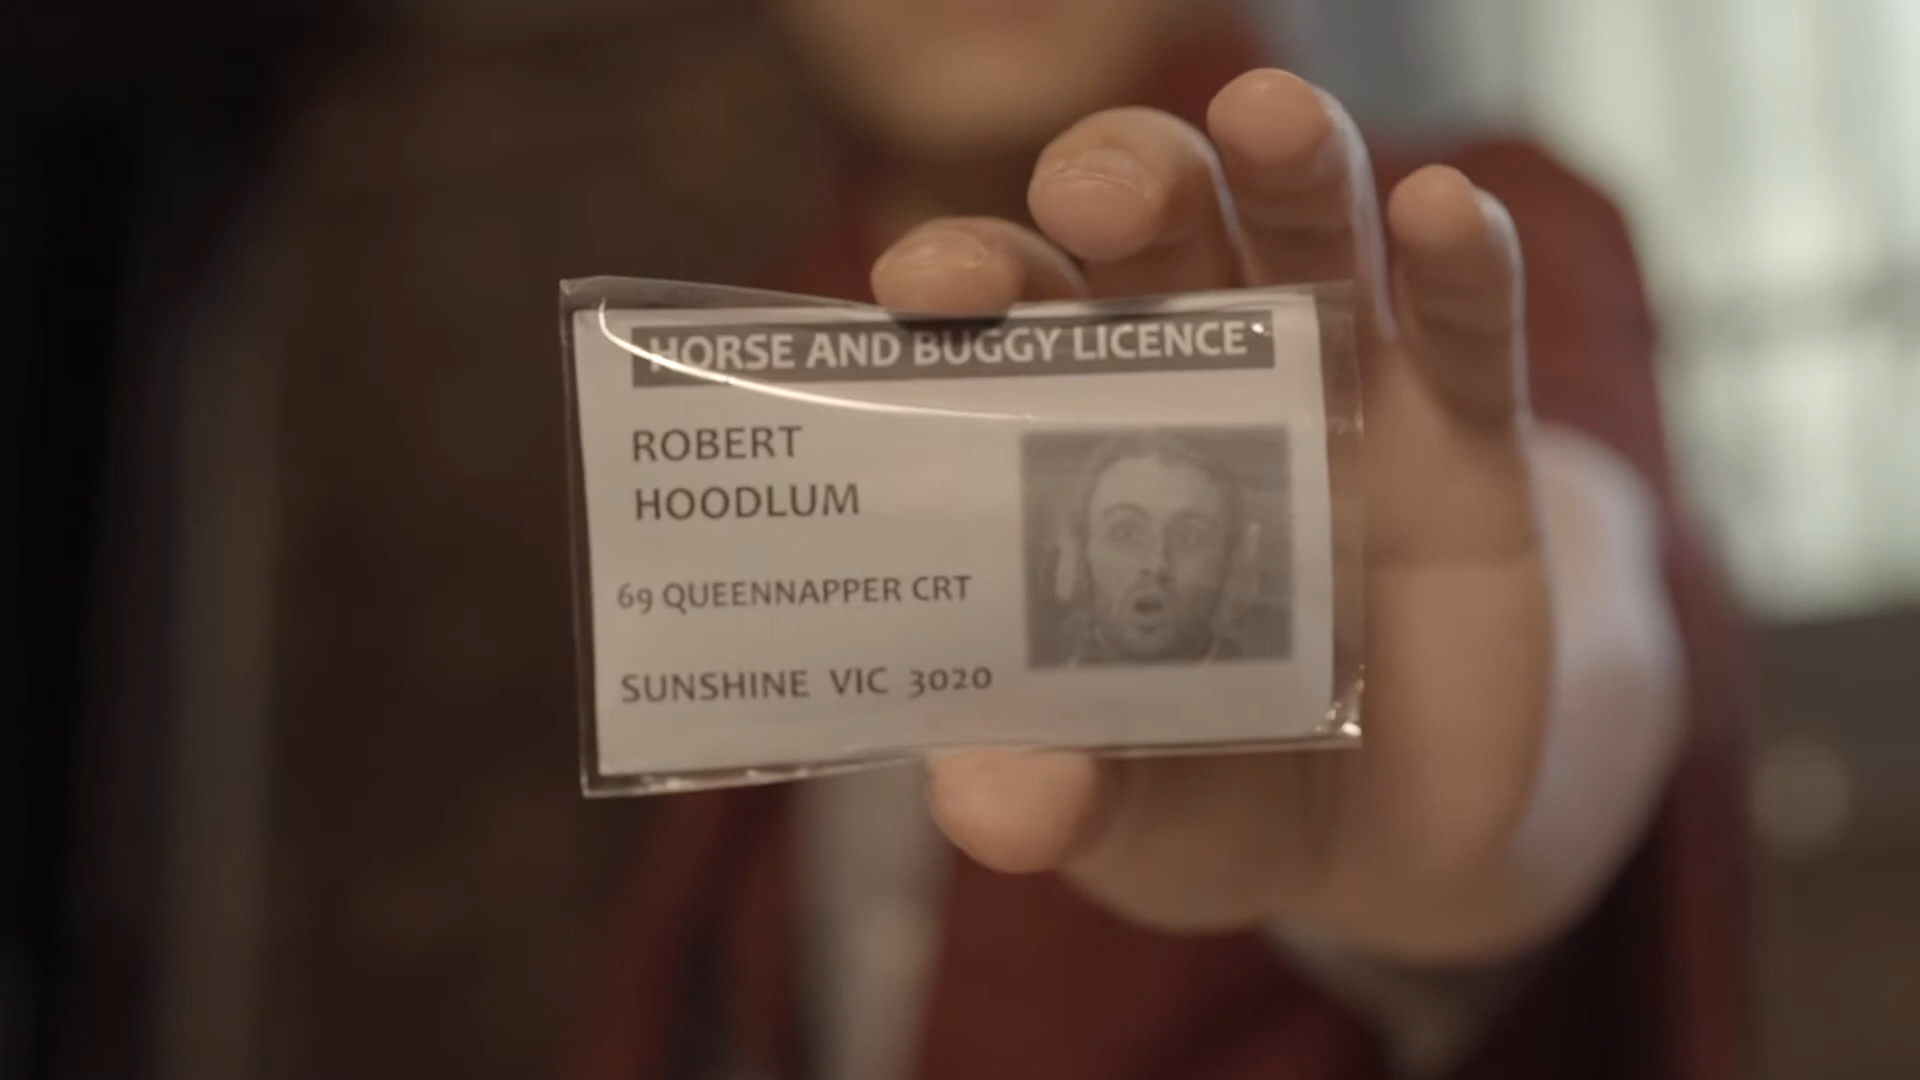 HORSE AND BUGGY LICENCE
ROBERT
HOODLUM
69 QUEENNAPPER CRT
SUNSHINE VIC 3020